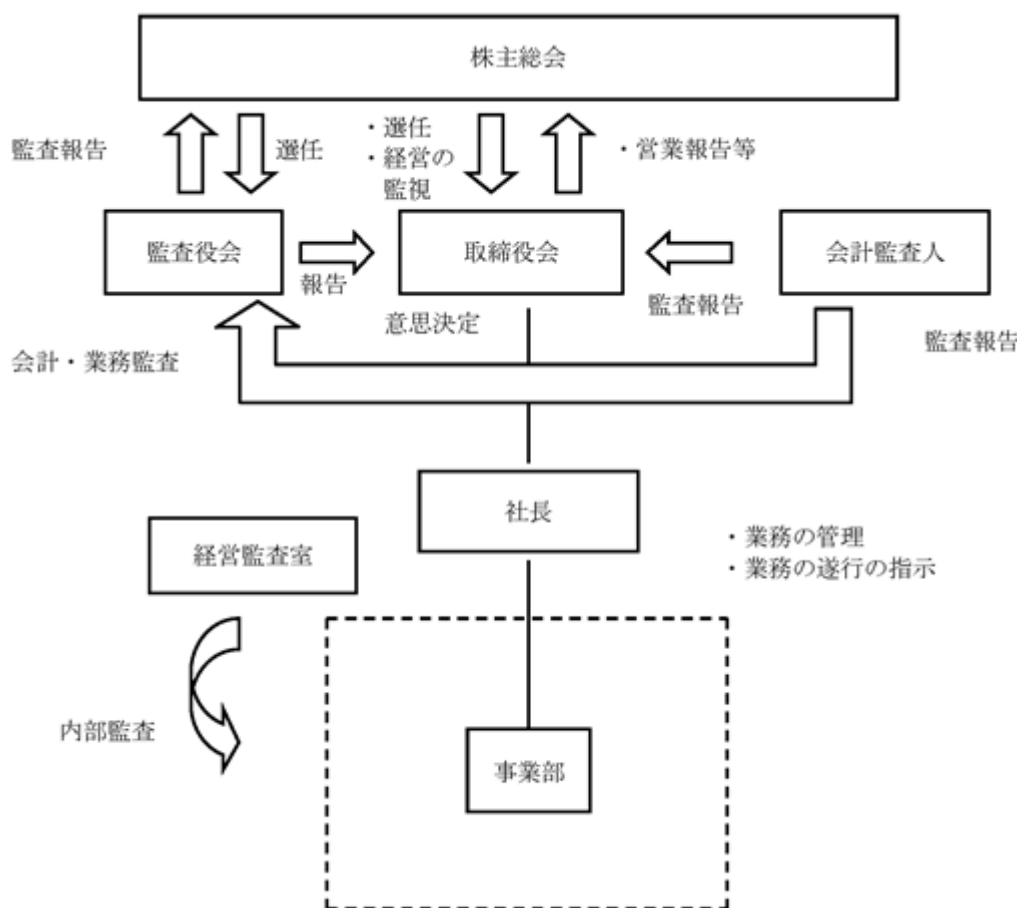 株主総会
監査報告
選任
・選任
・経営の
監視
・営業報告等
監査役会
報告
取締役会
会計監査人
監査報告
意思決定
監査報告
会計・業務監査
社長
経営監査室
・業務の管理
・業務の遂行の指示
内部監査
事業部